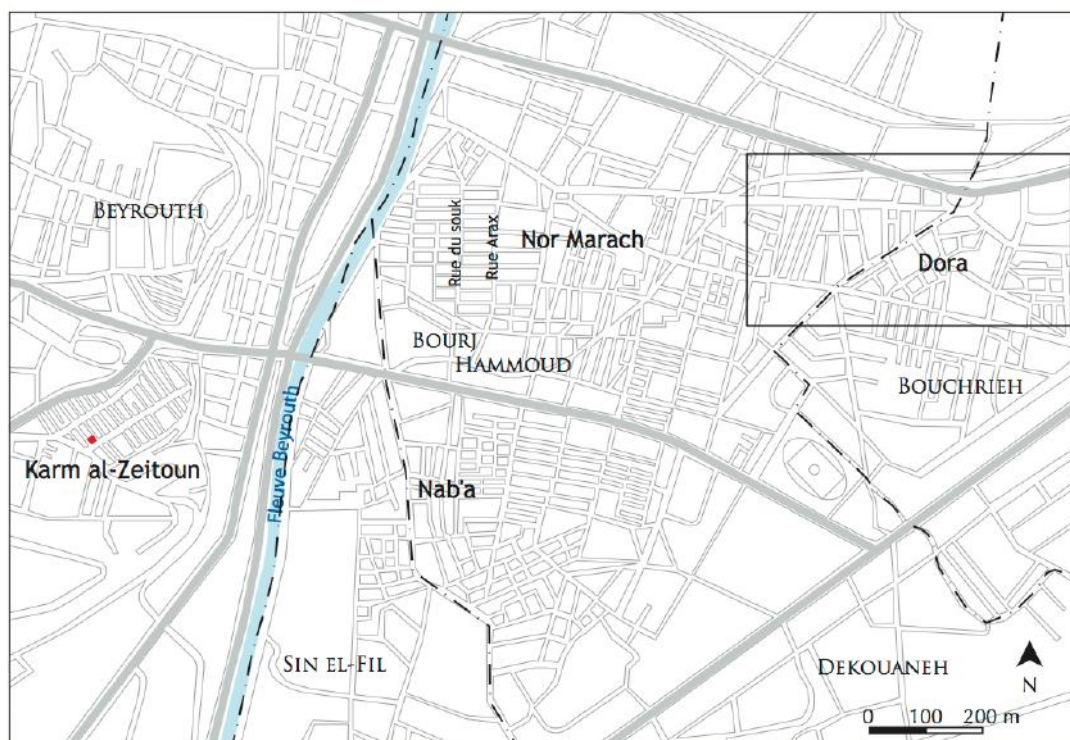 BEYROUTH
Rue du souk
Rue Arax
Nor Marach
Dora
BOURJ
HAMMOUD
BOUCHRIEH
Fleuve Beyrouth
Karm al-Zeitoun
Nab'a
SIN EL-FIL
DEKOUANEH
N
0 100 200 m